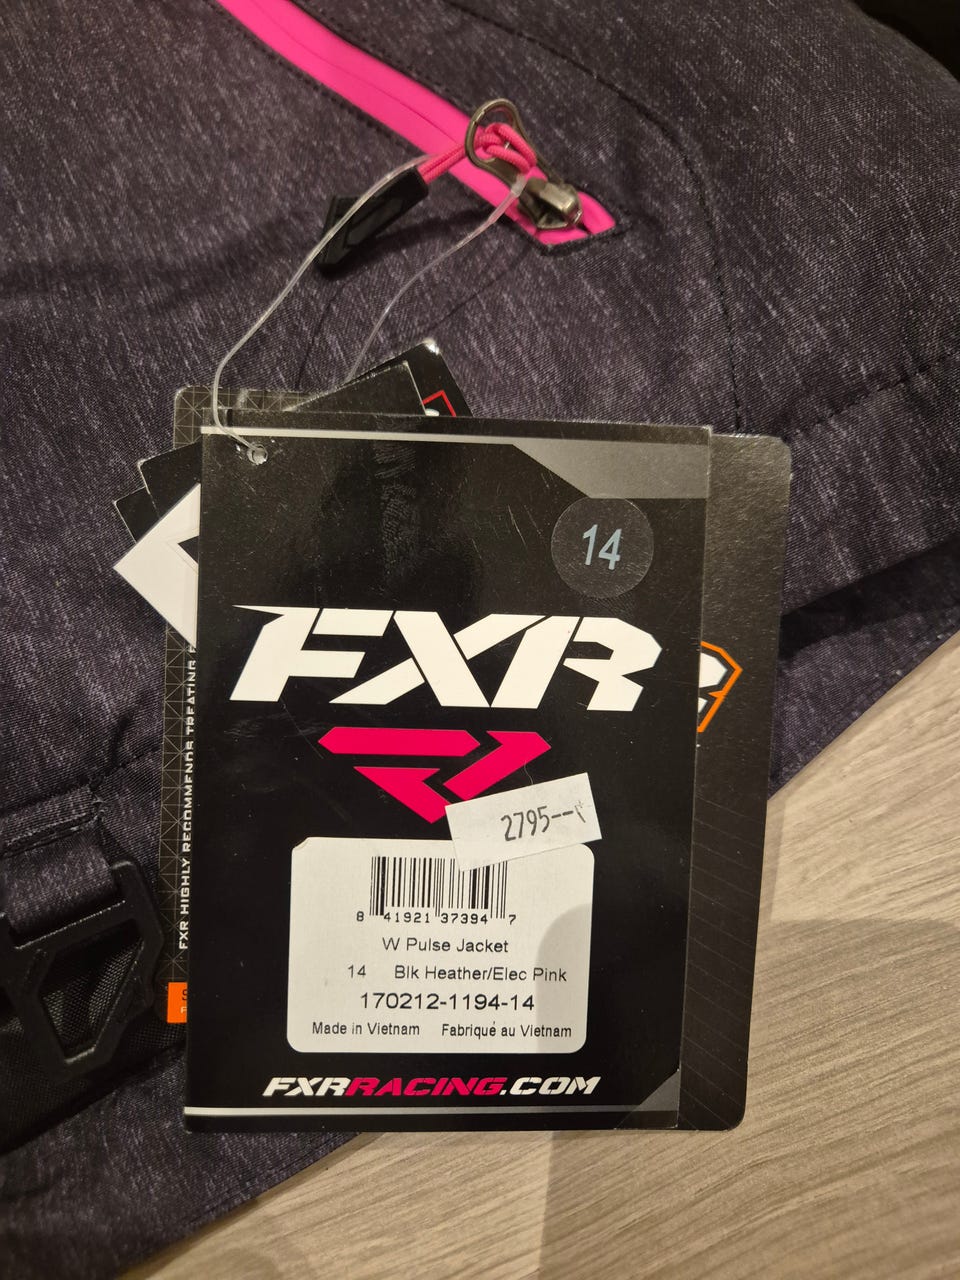 14
FXR
2795--
8 41921 37394 7
W Pulse Jacket
14 Blk Heather/Elec Pink
170212-1194-14
Made in Vietnam Fabriqué au Vietnam
FXRRACING.COM
FXR HIGHLY RECOMMENDS TREATING